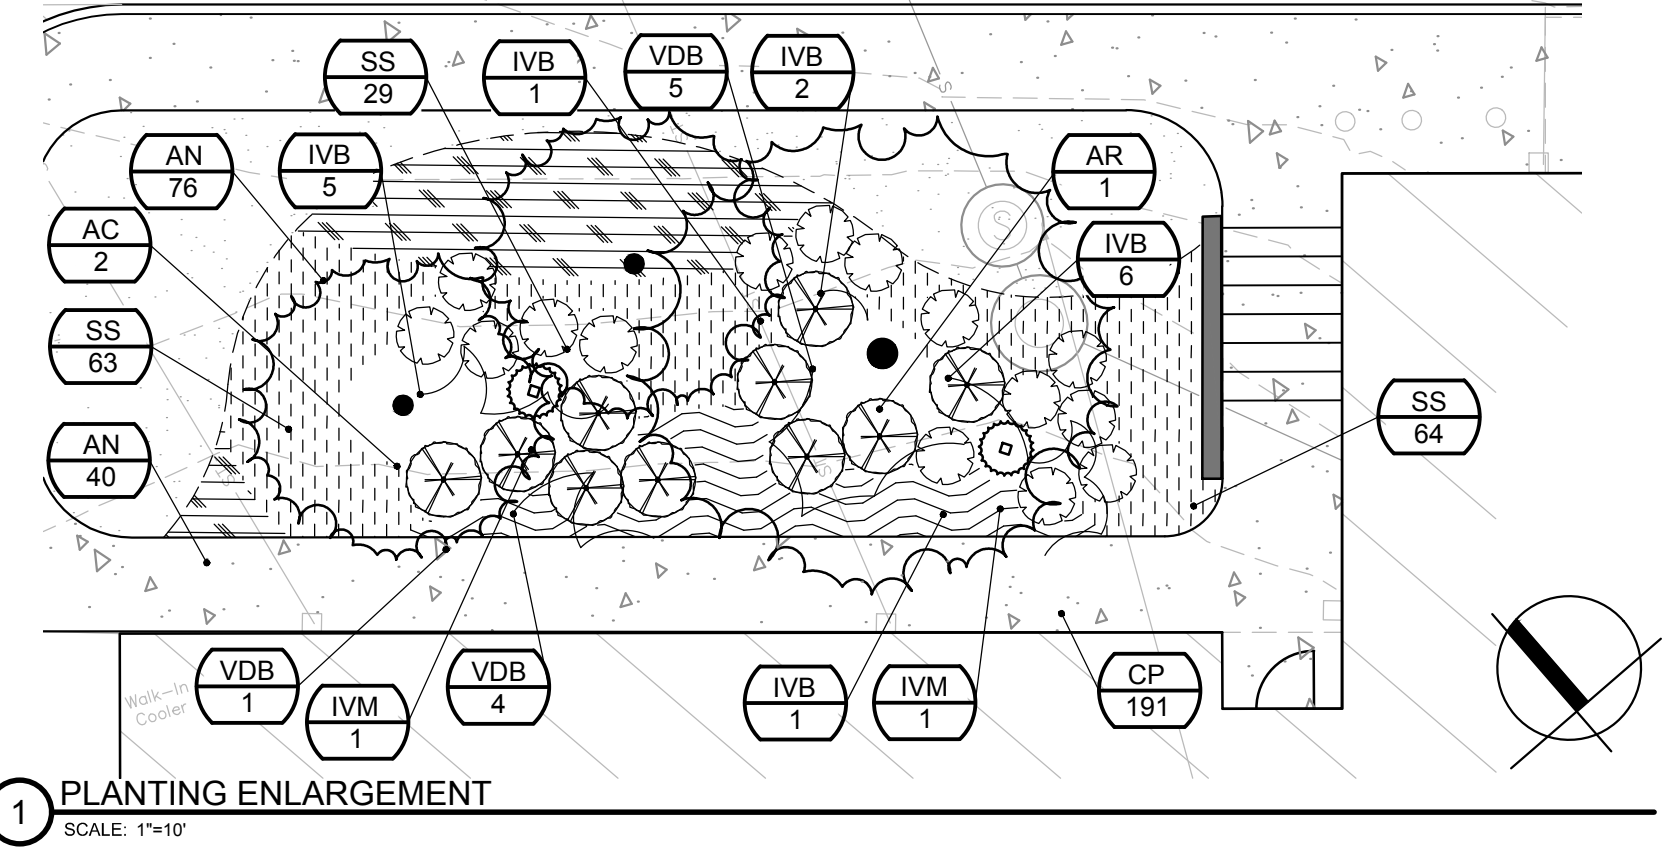 SS
29
IVB
1
VDB
5
IVB
2
AN
76
IVB
5
AR
1
AC
2
IVB
6
SS
63
SS
64
AN
40
VDB
1
IVM
1
VDB
4
IVB
1
IVM
1
CP
191
Walk-In
Cooler
S
S
S
1
PLANTING ENLARGEMENT
SCALE: 1"=10'